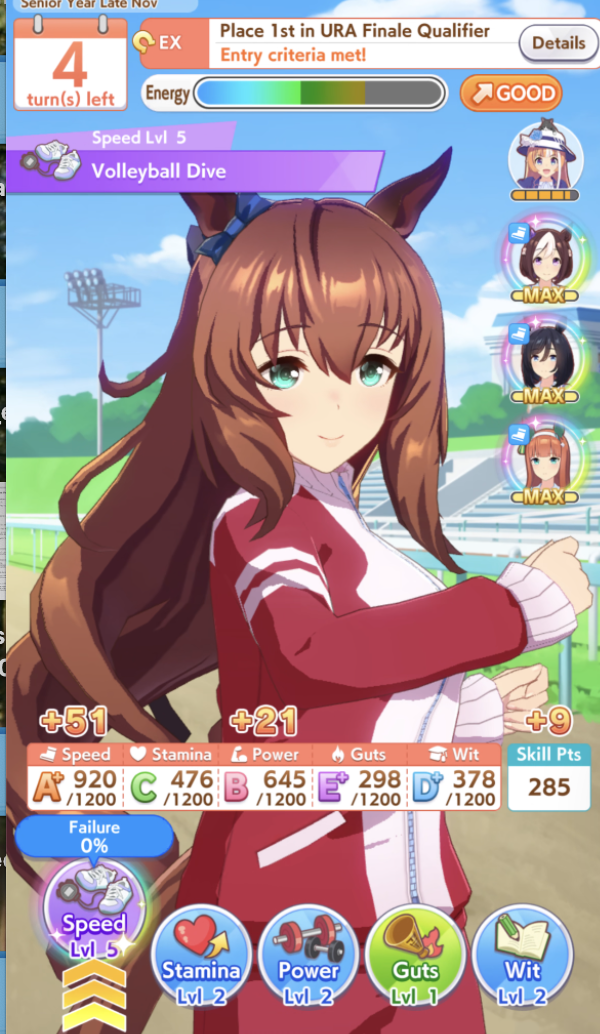 Senior Year Late Nov
4
turn(s) left
EX
Place 1st in URA Finale Qualifier
Entry criteria met!
Details
Energy
GOOD
Speed Lvl 5
Volleyball Dive
MAX
MAX
MAX
+51 +21 +9
Speed Stamina Power Guts Wit Skill Pts
A+ 920 /1200 C 476 /1200 B 645 /1200 E+ 298 /1200 D+ 378 /1200 285
Failure
0%
Speed
Lvl 5
Stamina
Lvl 2
Power
Lvl 2
Guts
Lvl 1
Wit
Lvl 2